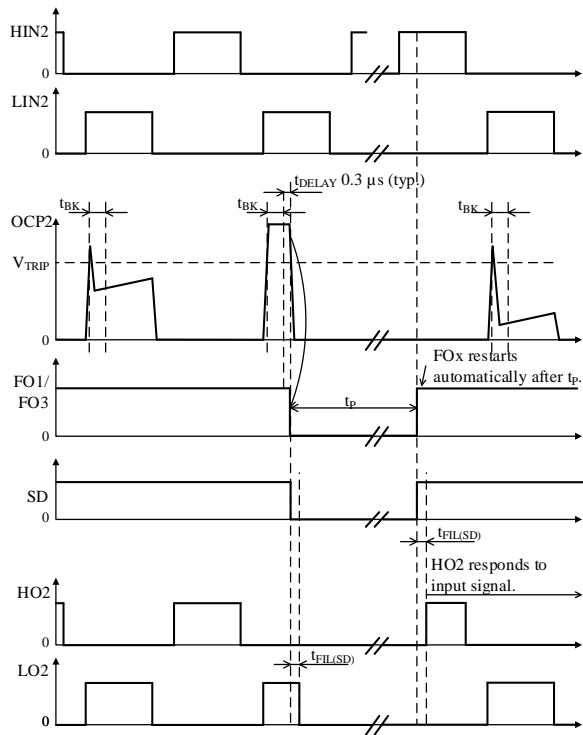 HIN2
0
LIN2
0
tDELAY 0.3 µs (typ.)
tBK
tBK
tBK
OCP2
VTRIP
0
FO1/
FO3
FOx restarts
automatically after tP.
tP
0
SD
0
tFIL(SD)
HO2 responds to
input signal.
HO2
0
tFIL(SD)
LO2
0